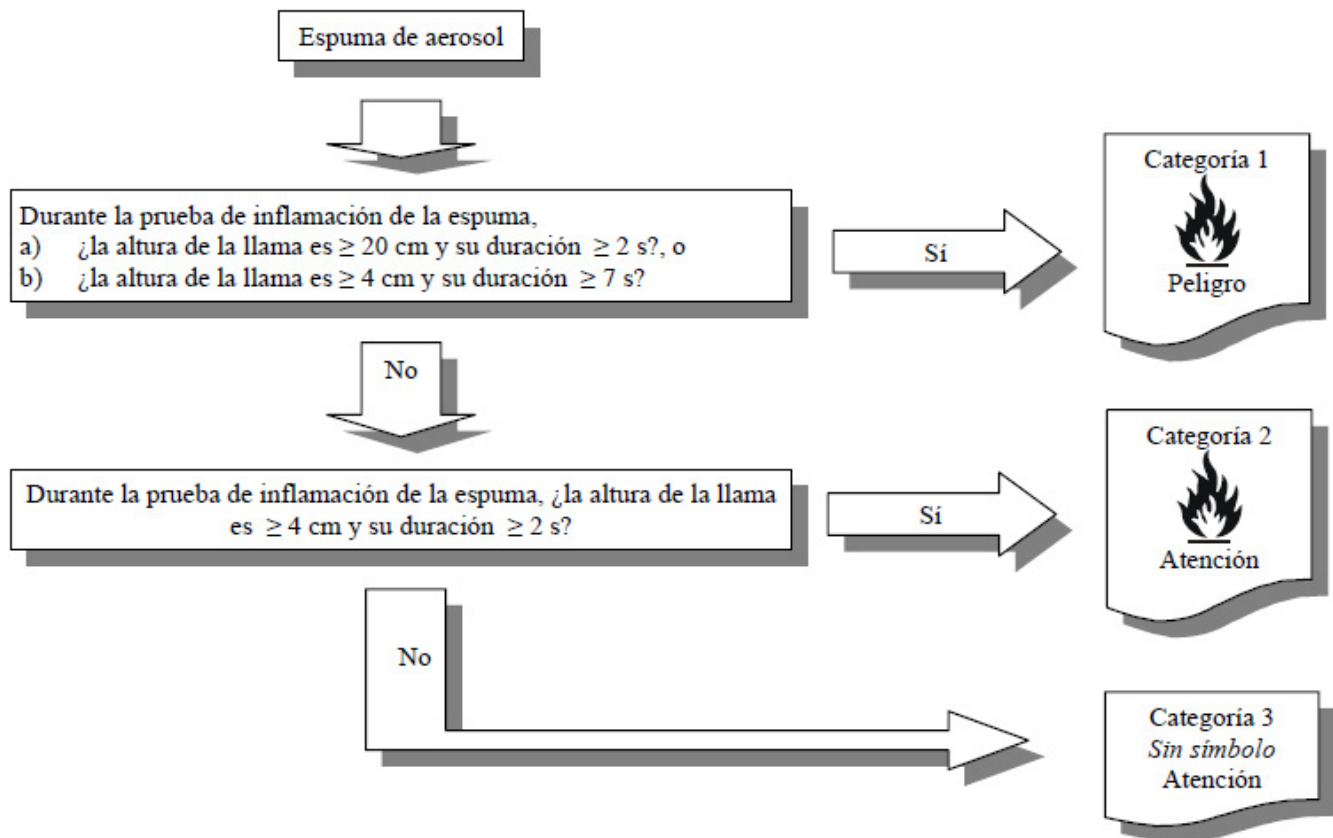 Espuma de aerosol
Durante la prueba de inflamación de la espuma,
a) ¿la altura de la llama es ≥ 20 cm y su duración ≥ 2 s?, o
b) ¿la altura de la llama es ≥ 4 cm y su duración ≥ 7 s?
Sí
Categoría 1
Peligro
No
Durante la prueba de inflamación de la espuma, ¿la altura de la llama
es ≥ 4 cm y su duración ≥ 2 s?
Sí
Categoría 2
Atención
No
Categoría 3
Sin símbolo
Atención